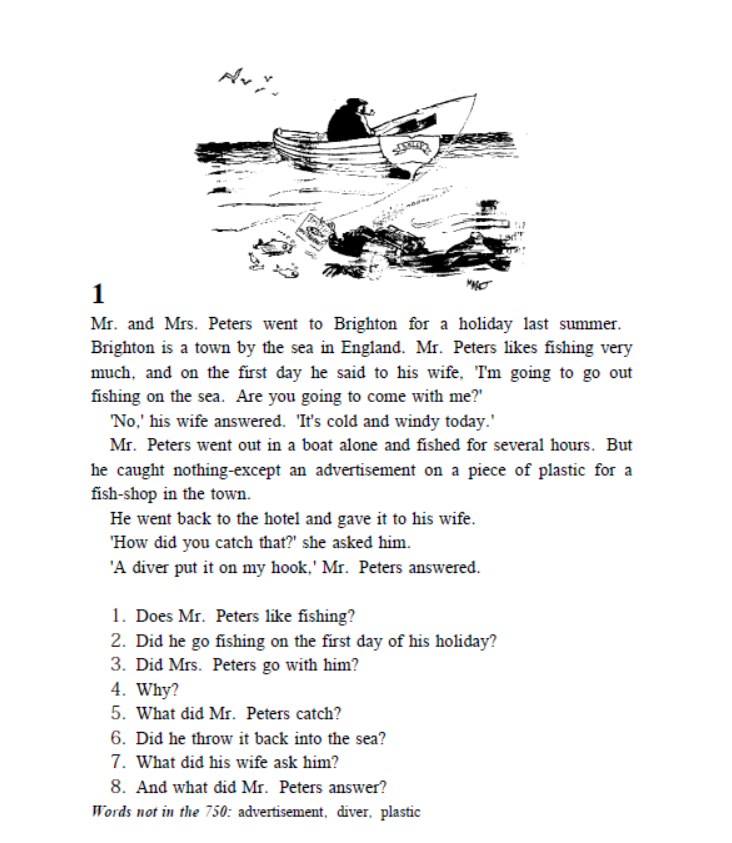 1
Mr. and Mrs. Peters went to Brighton for a holiday last summer.
Brighton is a town by the sea in England. Mr. Peters likes fishing very
much, and on the first day he said to his wife, 'I'm going to go out
fishing on the sea. Are you going to come with me?'
'No,' his wife answered. 'It's cold and windy today.'
Mr. Peters went out in a boat alone and fished for several hours. But
he caught nothing-except an advertisement on a piece of plastic for a
fish-shop in the town.
He went back to the hotel and gave it to his wife.
'How did you catch that?' she asked him.
'A diver put it on my hook,' Mr. Peters answered.
1. Does Mr. Peters like fishing?
2. Did he go fishing on the first day of his holiday?
3. Did Mrs. Peters go with him?
4. Why?
5. What did Mr. Peters catch?
6. Did he throw it back into the sea?
7. What did his wife ask him?
8. And what did Mr. Peters answer?
Words not in the 750: advertisement, diver, plastic